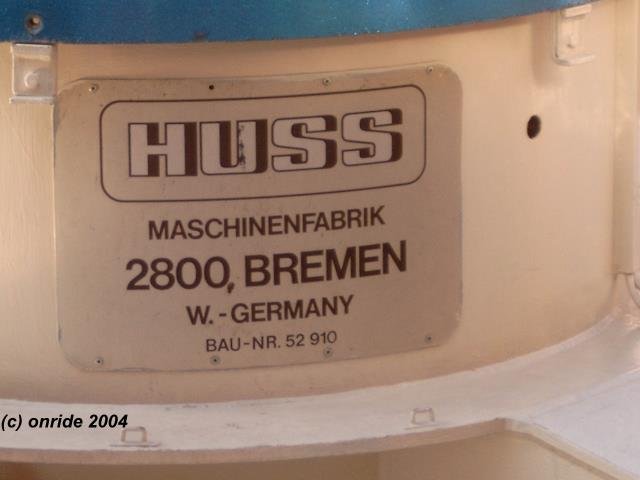 HUSS
MASCHINENFABRIK
2800, BREMEN
W.-GERMANY
BAU-NR. 52 910
(c) onride 2004